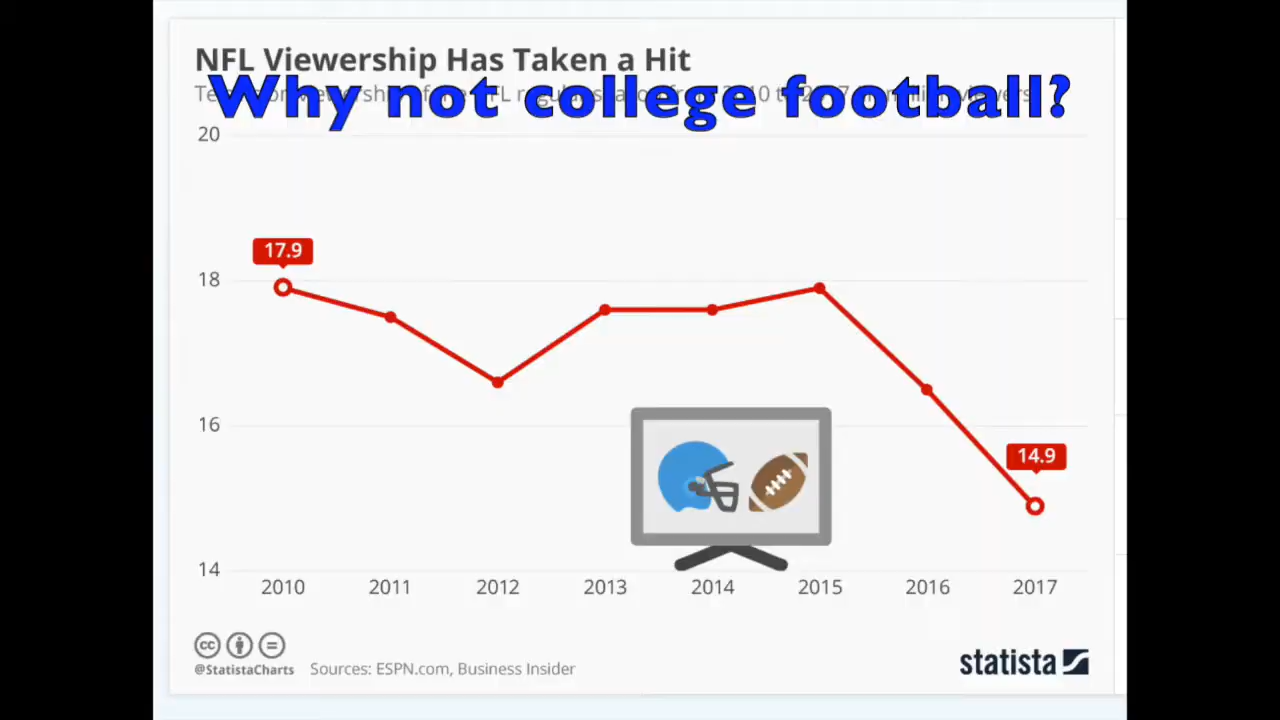 NFL Viewership Has Taken a Hit
Why not college football?
20
17.9
18
16
14.9
14
2010 2011 2012 2013 2014 2015 2016 2017
cc
@StatistaCharts Sources: ESPN.com, Business Insider
statista